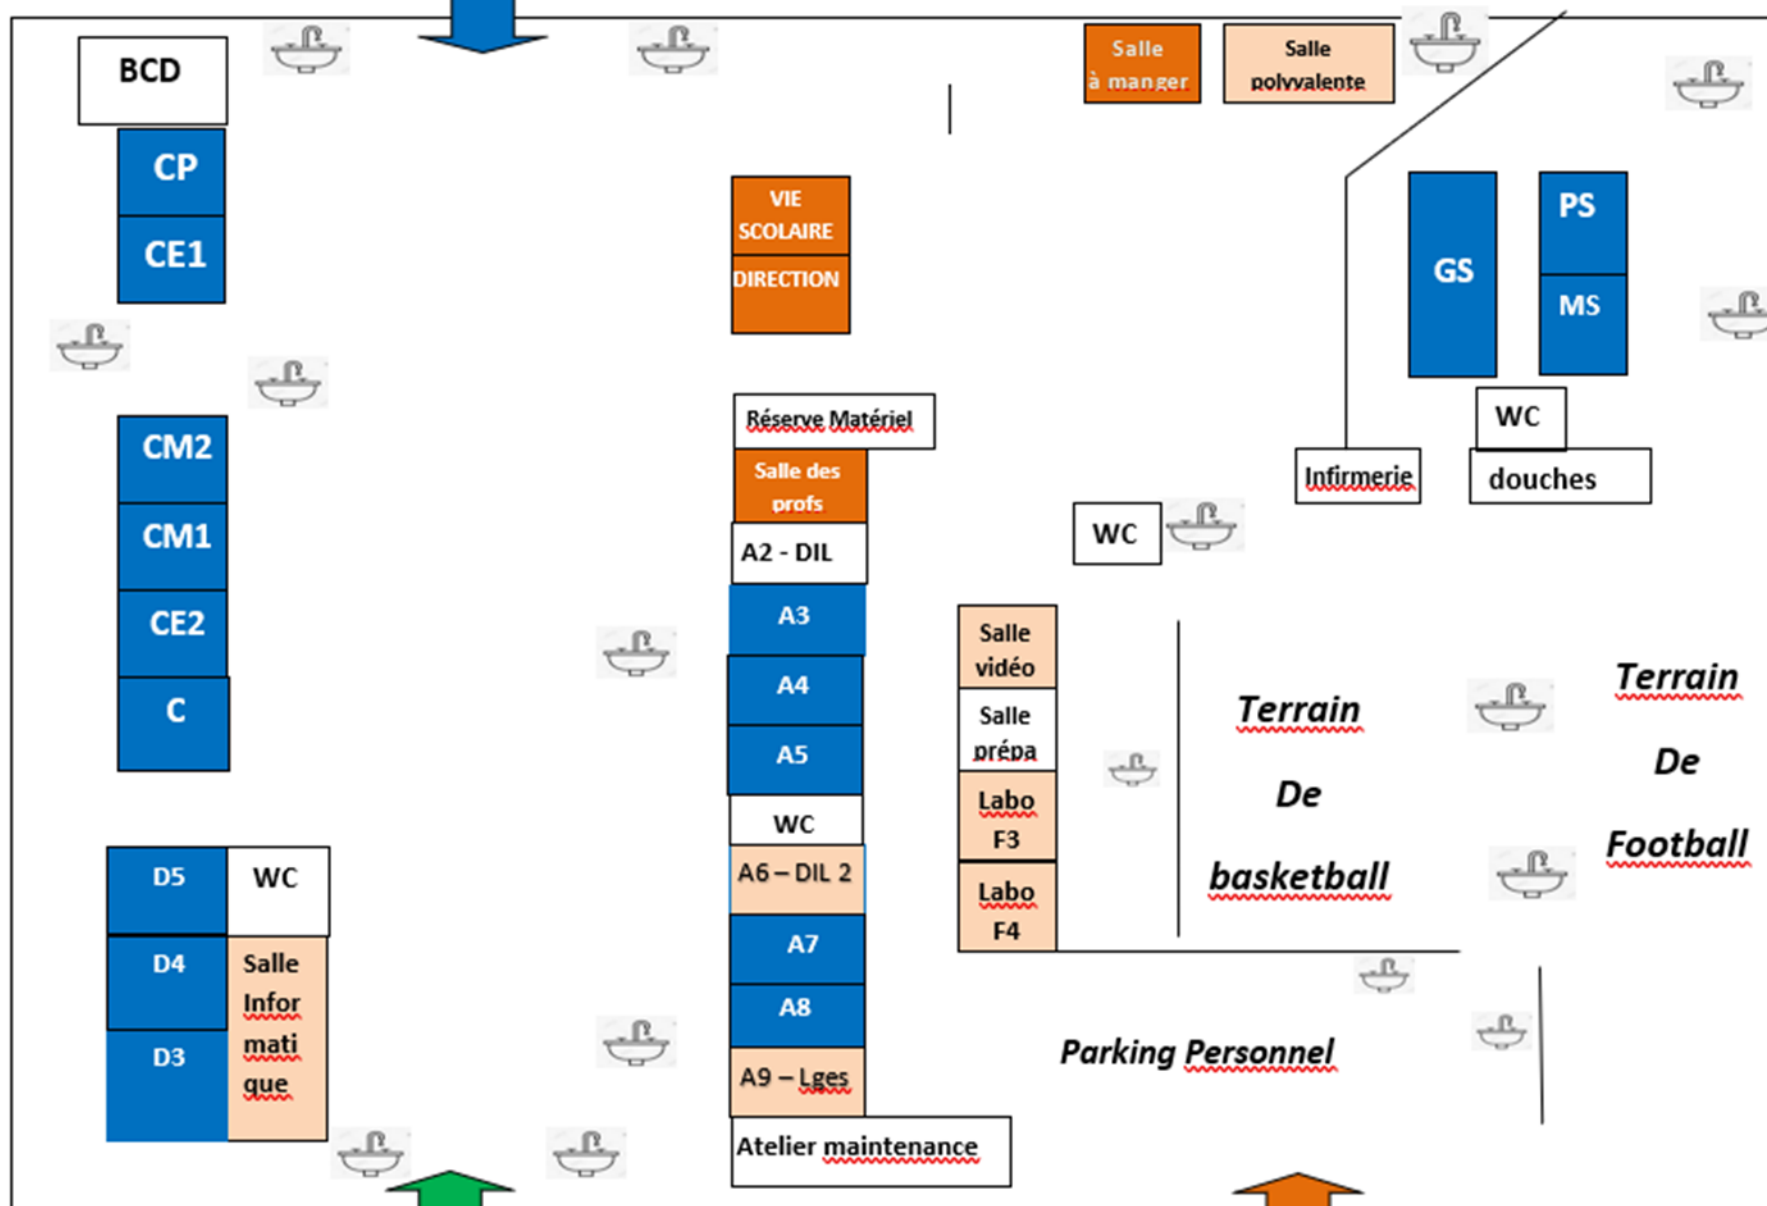 BCD
CP
CE1
CM2
CM1
CE2
C
D5
WC
D4
D3
Salle
Infor
mati
que
VIE
SCOLAIRE
DIRECTION
Réserve Matériel
Salle des
profs
A2 - DIL
A3
A4
A5
WC
A6 – DIL 2
A7
A8
A9 – Lges
Atelier maintenance
Salle
à manger
Salle
polyvalente
GS
PS
MS
WC
Infirmerie
douches
WC
Salle
vidéo
Salle
prépa
Labo
F3
Labo
F4
Terrain
De
basketball
Terrain
De
Football
Parking Personnel